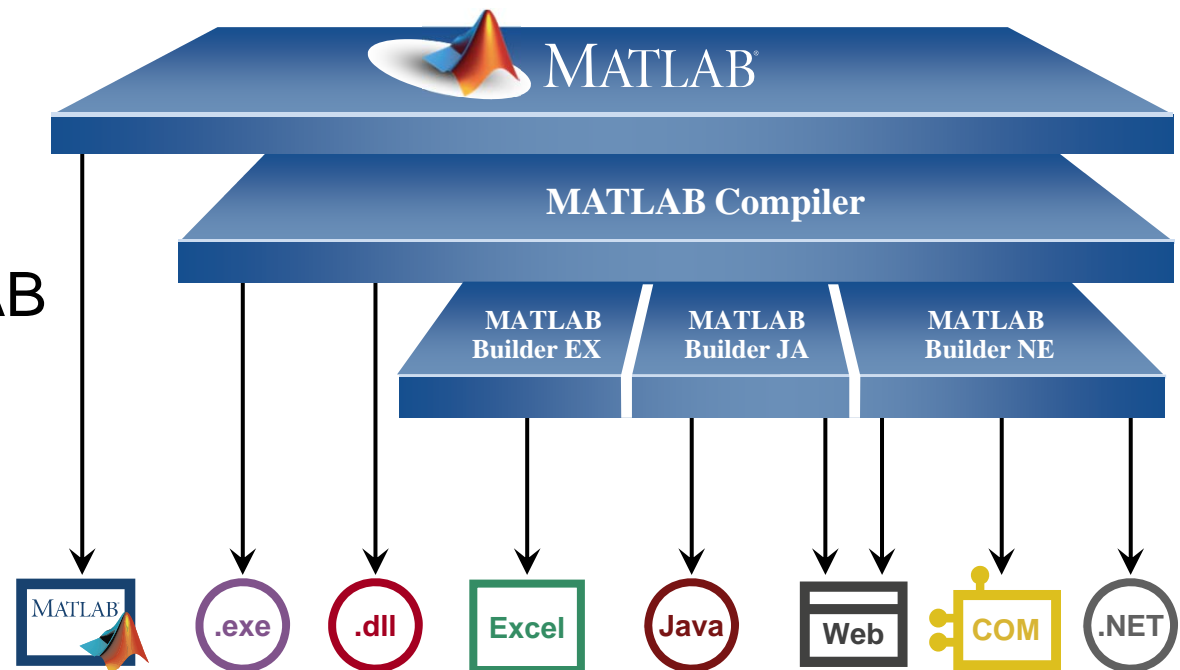 MATLAB®
MATLAB Compiler
AB
MATLAB
Builder EX
MATLAB
Builder JA
MATLAB
Builder NE
MATLAB
.exe
.dll
Excel
Java
Web
COM
.NET